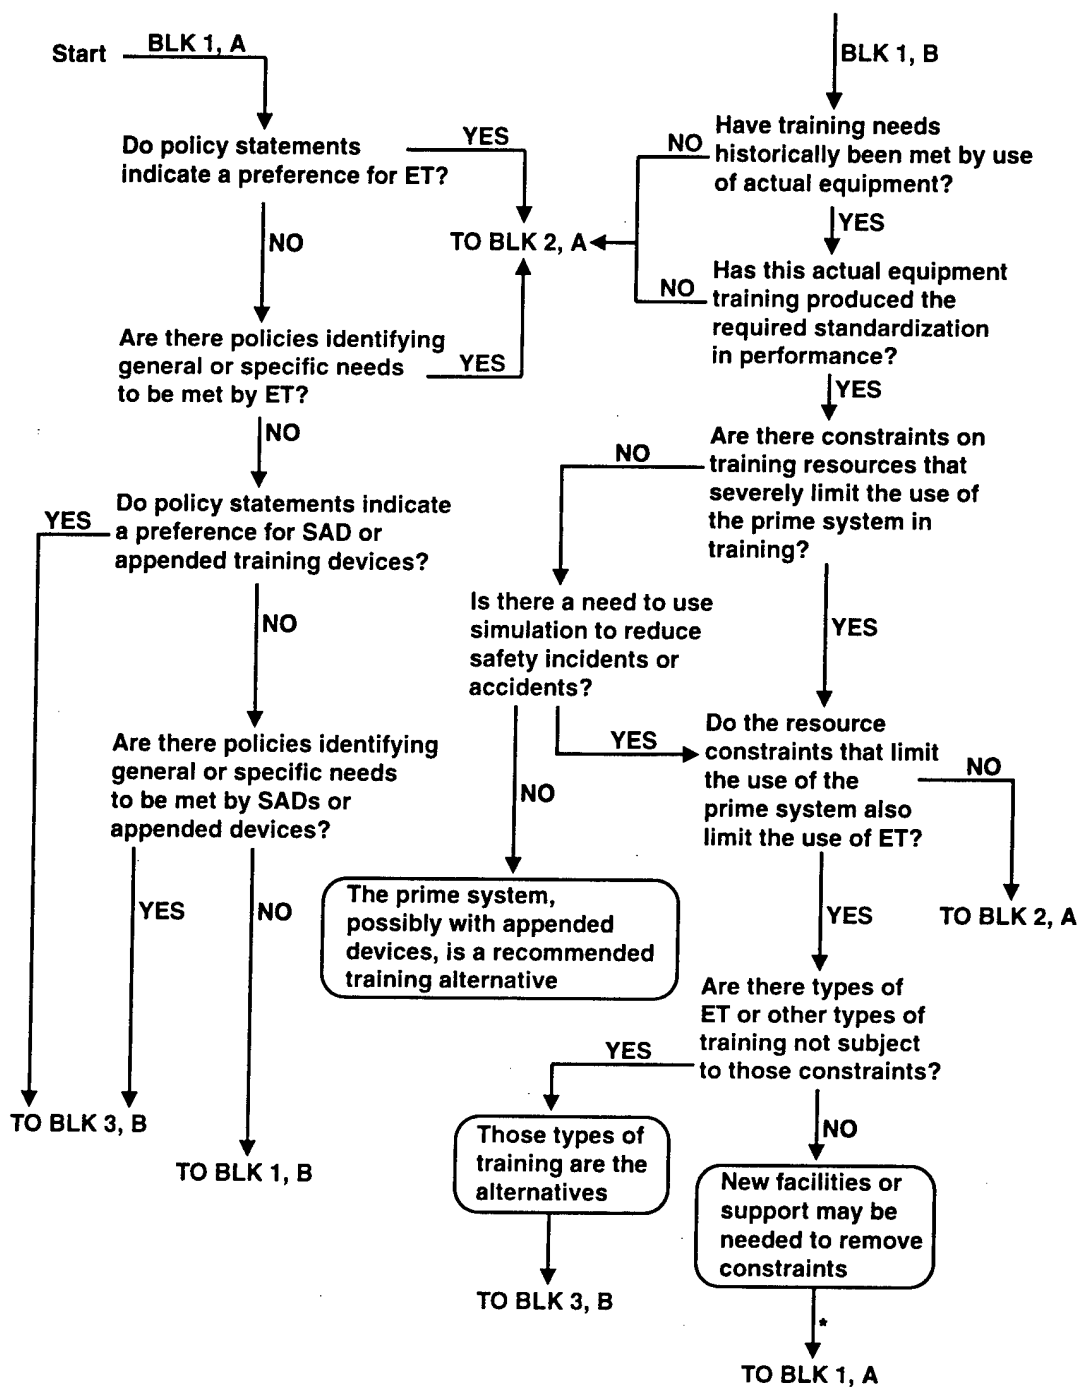 Start
BLK 1, A
Do policy statements
indicate a preference for ET?
YES
TO BLK 2, A
NO
Are there policies identifying
general or specific needs
to be met by ET?
YES
NO
Do policy statements indicate
a preference for SAD or
appended training devices?
YES
NO
Are there policies identifying
general or specific needs
to be met by SADs or
appended devices?
YES
NO
TO BLK 3, B
TO BLK 1, B
BLK 1, B
Have training needs
historically been met by use
of actual equipment?
NO
YES
Has this actual equipment
training produced the
required standardization
in performance?
NO
YES
Are there constraints on
training resources that
severely limit the use of
the prime system in
training?
NO
YES
Is there a need to use
simulation to reduce
safety incidents or
accidents?
YES
NO
The prime system,
possibly with appended
devices, is a recommended
training alternative
Do the resource
constraints that limit
the use of the
prime system also
limit the use of ET?
NO
TO BLK 2, A
YES
Are there types of
ET or other types of
training not subject
to those constraints?
YES
Those types of
training are the
alternatives
TO BLK 3, B
NO
New facilities or
support may be
needed to remove
constraints
*
TO BLK 1, A